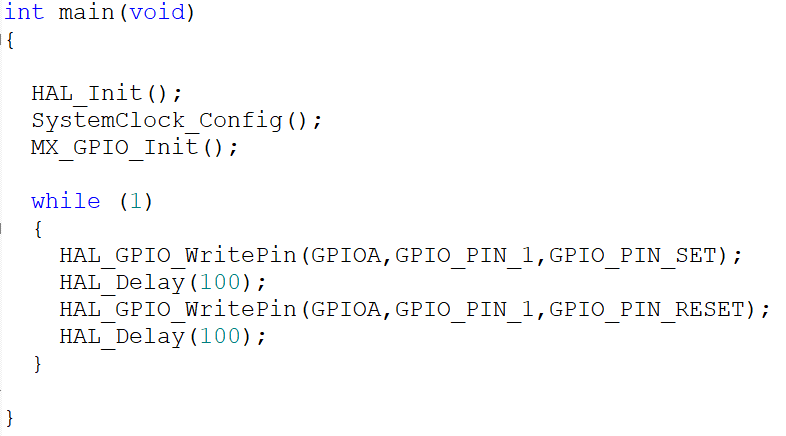 int main(void)
{
HAL_Init();
SystemClock_Config();
MX_GPIO_Init();
while (1)
{
HAL_GPIO_WritePin(GPIOA,GPIO_PIN_1,GPIO_PIN_SET);
HAL_Delay(100);
HAL_GPIO_WritePin(GPIOA,GPIO_PIN_1,GPIO_PIN_RESET);
HAL_Delay(100);
}
}